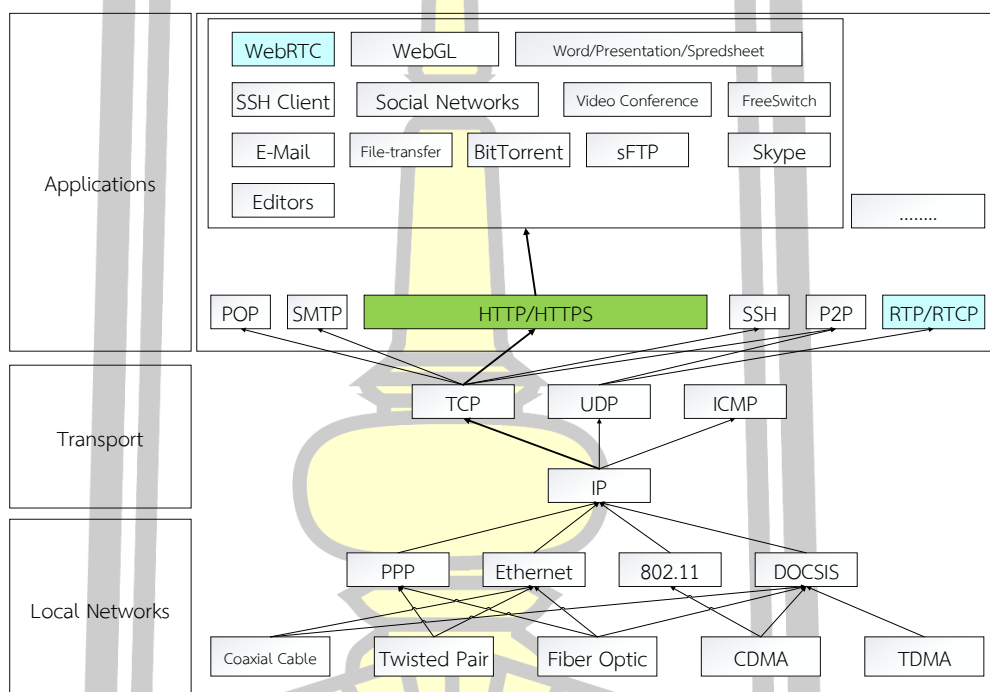 WebRTC
WebGL
Word/Presentation/Spredsheet
SSH Client
Social Networks
Video Conference
FreeSwitch
E-Mail
File-transfer
BitTorrent
sFTP
Skype
Editors
Applications
........
POP
SMTP
HTTP/HTTPS
SSH
P2P
RTP/RTCP
Transport
TCP
UDP
ICMP
IP
Local Networks
PPP
Ethernet
802.11
DOCSIS
Coaxial Cable
Twisted Pair
Fiber Optic
CDMA
TDMA